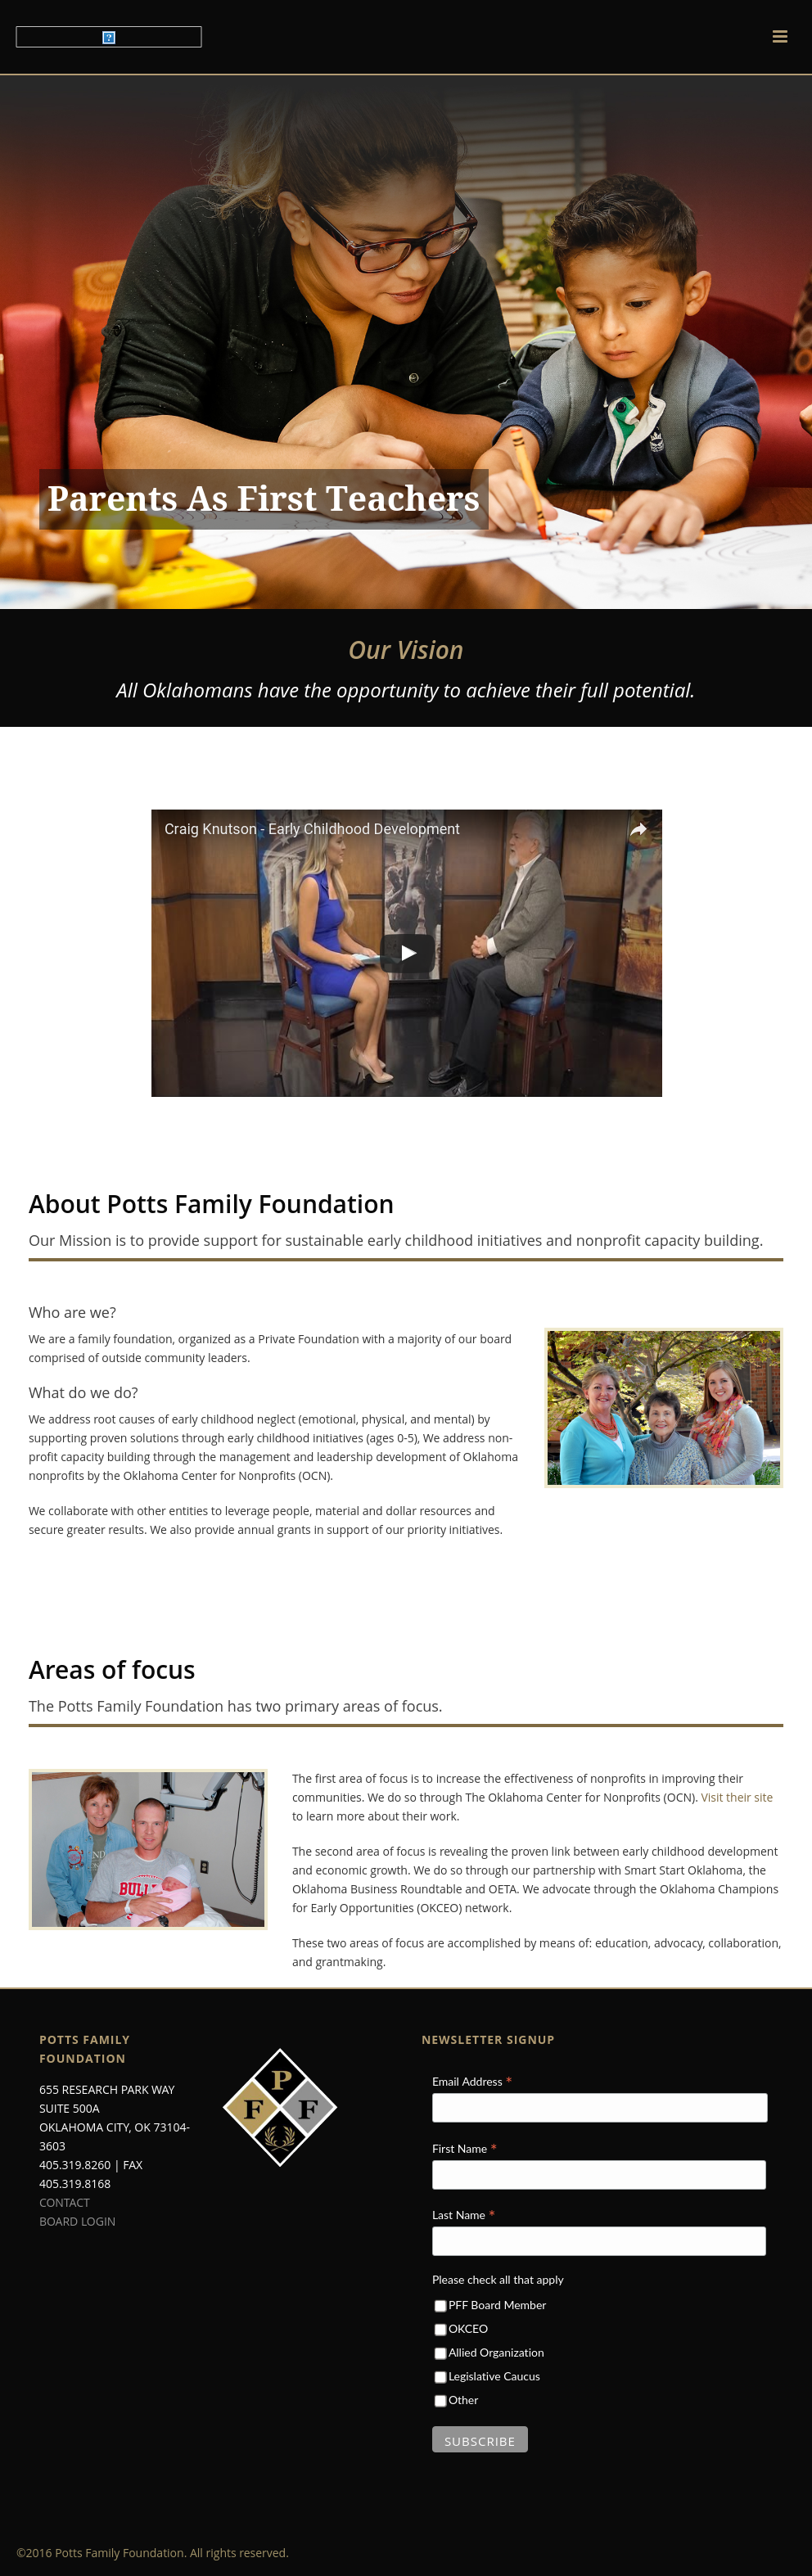 Parents As First Teachers
Our Vision
All Oklahomans have the opportunity to achieve their full potential.
Craig Knutson - Early Childhood Development
About Potts Family Foundation
Our Mission is to provide support for sustainable early childhood initiatives and nonprofit capacity building.
Who are we?
We are a family foundation, organized as a Private Foundation with a majority of our board
comprised of outside community leaders.
What do we do?
We address root causes of early childhood neglect (emotional, physical, and mental) by
supporting proven solutions through early childhood initiatives (ages 0-5), We address non-
profit capacity building through the management and leadership development of Oklahoma
nonprofits by the Oklahoma Center for Nonprofits (OCN).
We collaborate with other entities to leverage people, material and dollar resources and
secure greater results. We also provide annual grants in support of our priority initiatives.
Areas of focus
The Potts Family Foundation has two primary areas of focus.
The first area of focus is to increase the effectiveness of nonprofits in improving their
communities. We do so through The Oklahoma Center for Nonprofits (OCN). Visit their site
to learn more about their work.
The second area of focus is revealing the proven link between early childhood development
and economic growth. We do so through our partnership with Smart Start Oklahoma, the
Oklahoma Business Roundtable and OETA. We advocate through the Oklahoma Champions
for Early Opportunities (OKCEO) network.
These two areas of focus are accomplished by means of: education, advocacy, collaboration,
and grantmaking.
POTTS FAMILY
FOUNDATION
655 RESEARCH PARK WAY
SUITE 500A
OKLAHOMA CITY, OK 73104-
3603
405.319.8260 | FAX
405.319.8168
CONTACT
BOARD LOGIN
P
F F
NEWSLETTER SIGNUP
Email Address *
First Name *
Last Name *
Please check all that apply
PFF Board Member
OKCEO
Allied Organization
Legislative Caucus
Other
SUBSCRIBE
©2016 Potts Family Foundation. All rights reserved.